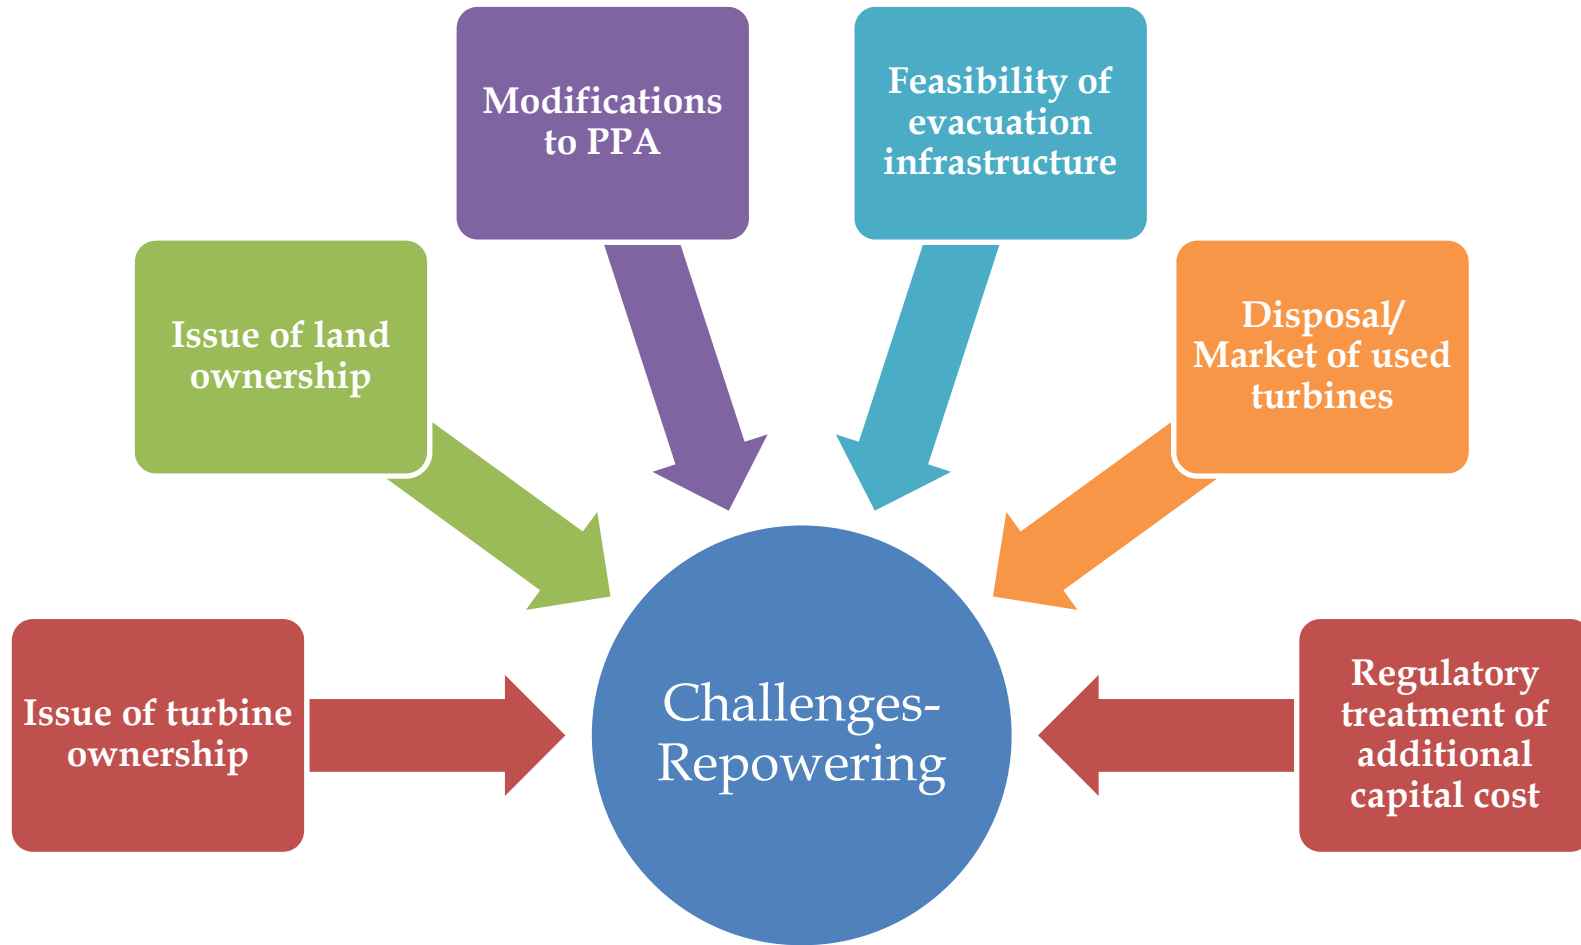 Modifications
to PPA
Feasibility of
evacuation
infrastructure
Issue of land
ownership
Disposal/
Market of used
turbines
Issue of turbine
ownership
Challenges-
Repowering
Regulatory
treatment of
additional
capital cost